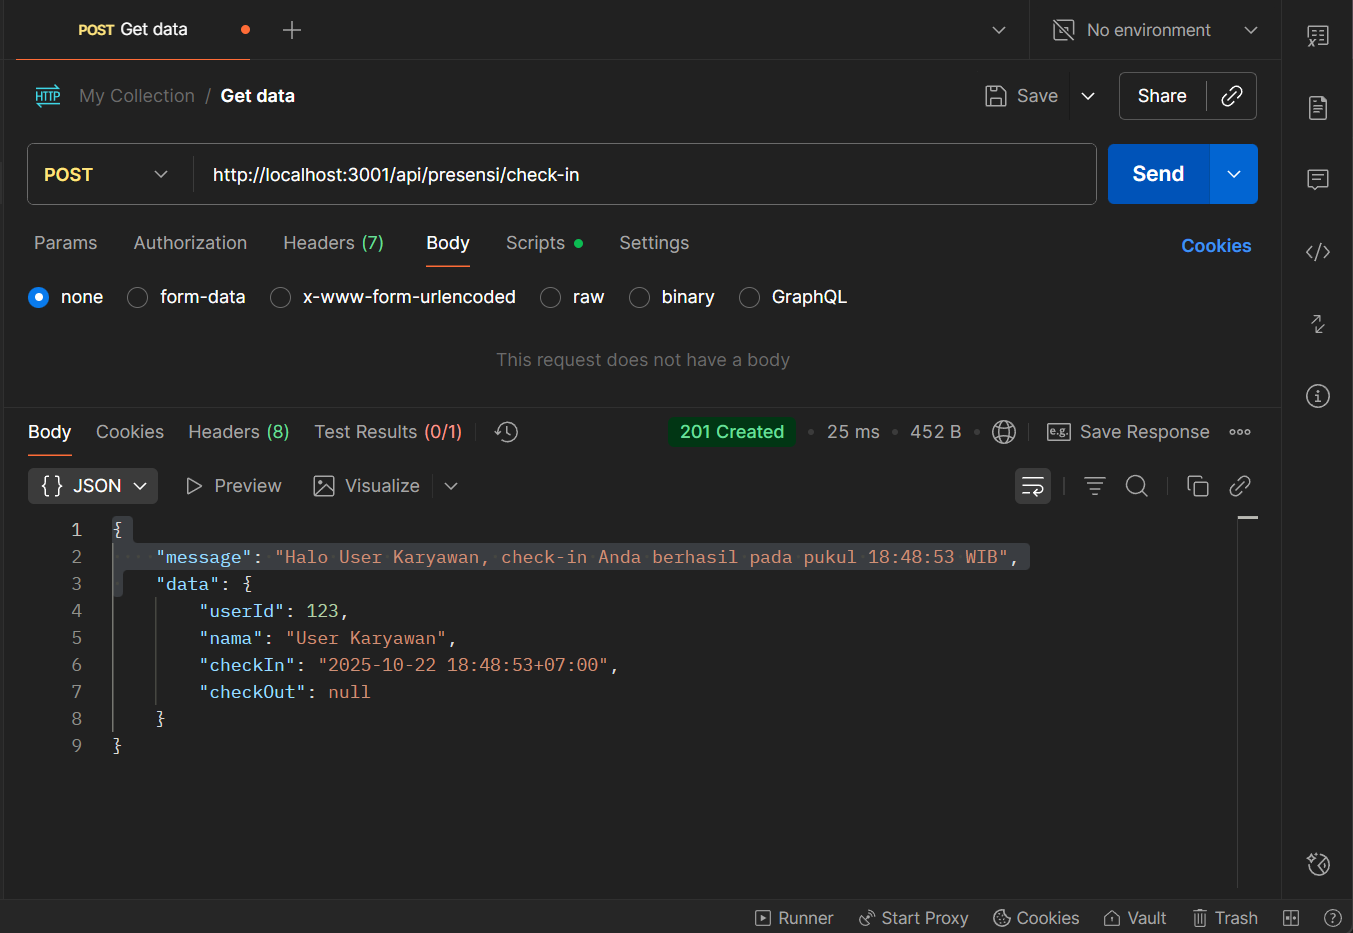 POST Get data
No environment
HTTP My Collection / Get data
Save
Share
POST
http://localhost:3001/api/presensi/check-in
Send
Params Authorization Headers (7) Body Scripts Settings
Cookies
none form-data x-www-form-urlencoded raw binary GraphQL
This request does not have a body
Body Cookies Headers (8) Test Results (0/1)
201 Created • 25 ms • 452 B •
e.g. Save Response
{} JSON
Preview
Visualize
1 {
2 "message": "Halo User Karyawan, check-in Anda berhasil pada pukul 18:48:53 WIB",
3 "data": {
4 "userId": 123,
5 "nama": "User Karyawan",
6 "checkIn": "2025-10-22 18:48:53+07:00",
7 "checkOut": null
8 }
9 }
Runner Start Proxy Cookies Vault Trash